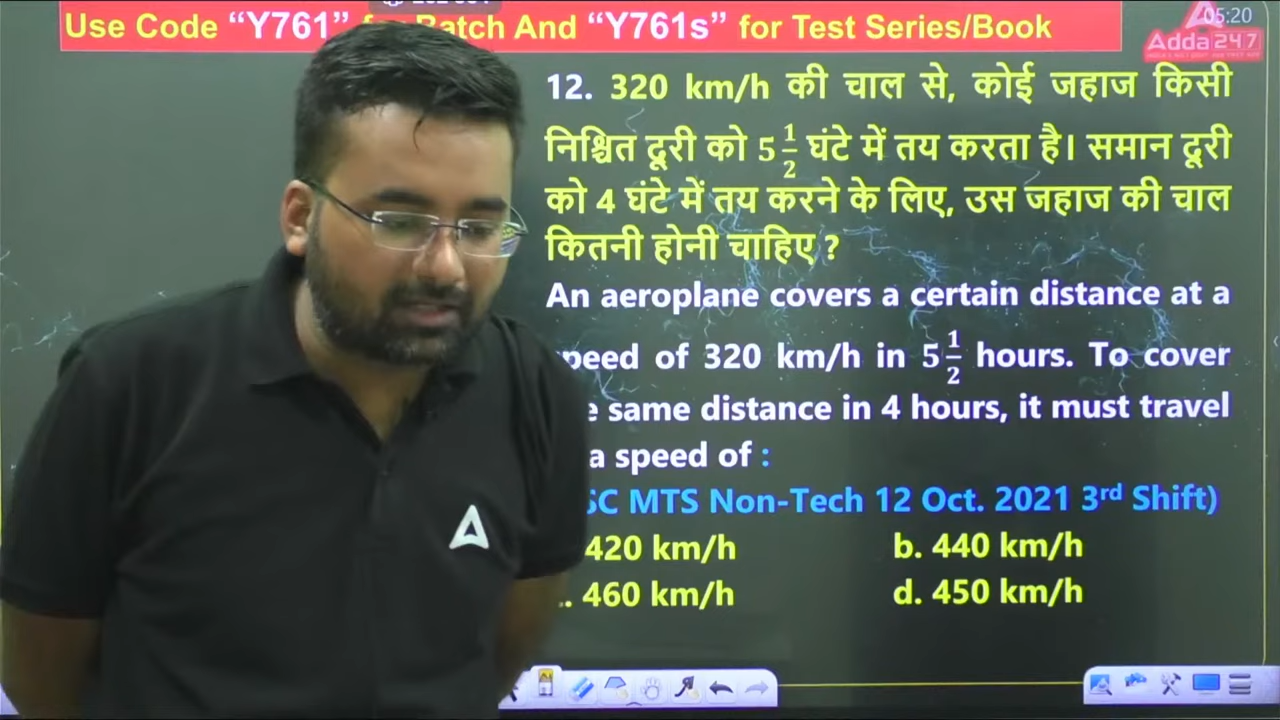 Use Code “Y761” Batch And “Y761s” for Test Series/Book
05:20
Adda 247
12. 320 km/h की चाल से, कोई जहाज किसी
निश्चित दूरी को 5 1/2 घंटे में तय करता है। समान दूरी
को 4 घंटे में तय करने के लिए, उस जहाज की चाल
कितनी होनी चाहिए ?
An aeroplane covers a certain distance at a
peed of 320 km/h in 5 1/2 hours. To cover
e same distance in 4 hours, it must travel
a speed of :
SC MTS Non-Tech 12 Oct. 2021 3rd Shift)
420 km/h b. 440 km/h
. 460 km/h d. 450 km/h